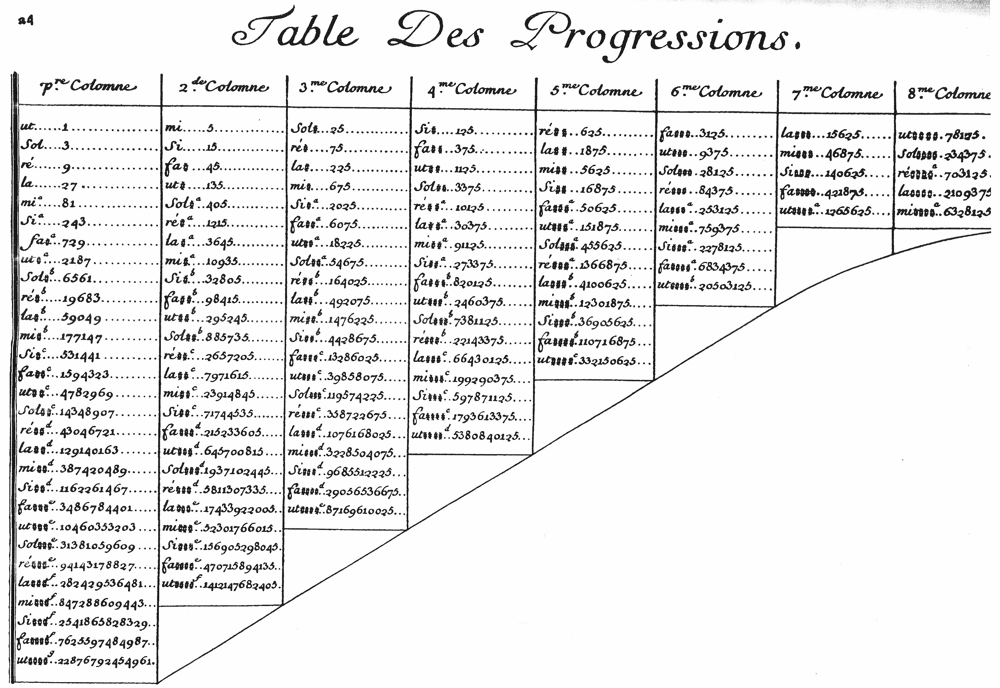 24
Table Des Progressions.
p.re Colomne 2.de Colomne 3.me Colomne 4.me Colomne 5.me Colomne 6.me Colomne 7.me Colomne 8.me Colomne
ut......1 mi.....5 Sol#...25 Si#....125 ré##..625 fa###..3125 la###...15625 ut####.78125.
Sol....3 Si.....15 ré#....75 fa##..375 la##..1875 ut###..9375 mi###..46875 Sol####.234375.
ré......9 fa#...45 la#....225 ut##...1125 mi##..5625 Sol###.28125 Si###...140625 ré####a..703125.
la......27 ut#....135 mi#....675 Sol##..3375 Si##..16875 ré###..84375 fa####..421875 la####..2109375
mia.....81 Sol#a..405 Si#a...2025 ré##a..10125 fa###a..50625 la###a..253125 ut####a..1265625 mi####a..6328125
Sia.....243 ré#a....1215 fa##a..6075 la##a..30375 ut###a..151875 mi###a..759375
fa#a..729 la#a....3645 ut##a...18225 mi##a..91125 Sol###a.455625 Si###a..2278125
ut#a....2187 mi#a...10935 Sol##a..54675 Si##a...273375 ré###a..1366875 fa####a.6834375
Sol#b...6561 Si#b....32805 ré##b...164025 fa###b..820125 la###b..4100625 ut####b.20503125
ré#b.....19683 fa##b..98415 la##b...492075 ut###b..2460375 mi###b..12301875
la#b.....59049 ut##b...295245 mi##b..1476225 Sol###b.7381125 Si###b..36905625
mi#b....177147 Sol##b.885735 Si##b...4428675 ré###b..22143375 fa####b.110716875
Si#c....531441 ré##c...2657205 fa###c.13286025 la###c..66430125 ut####c.332150625
fa##c...1594323 la##c...7971615 ut###c.39858075 mi###c..199290375
ut##c...4782969 mi##c..23914845 Sol###c.119574225 Si###c..597871125
Sol##c..14348907 Si##c...71744535 ré###c..358722675 fa####c.1793613375
ré##d...43046721 fa###d.215233605 la###d..1076168025 ut####d..5380840125
la##d...129140163 ut###d.645700815 mi###d.3228504075
mi##d..387420489 Sol###d.1937102445 Si###d..9685512225
Si##d...1162261467 ré###d..5811307335 fa####d.29056536675
fa###e..3486784401 la###e..17433922005 ut####e.87169610025
ut###e..10460353203 mi###e..52301766015
Sol###e..31381059609 Si###e..156905298045.
ré###e..94143178827 fa####e.470715894135
la###f..282429536481 ut####f..1412147682405.
mi###f..847288609443
Si###f..2541865828329
fa####f..7625597484987
ut####g..22876792454961.